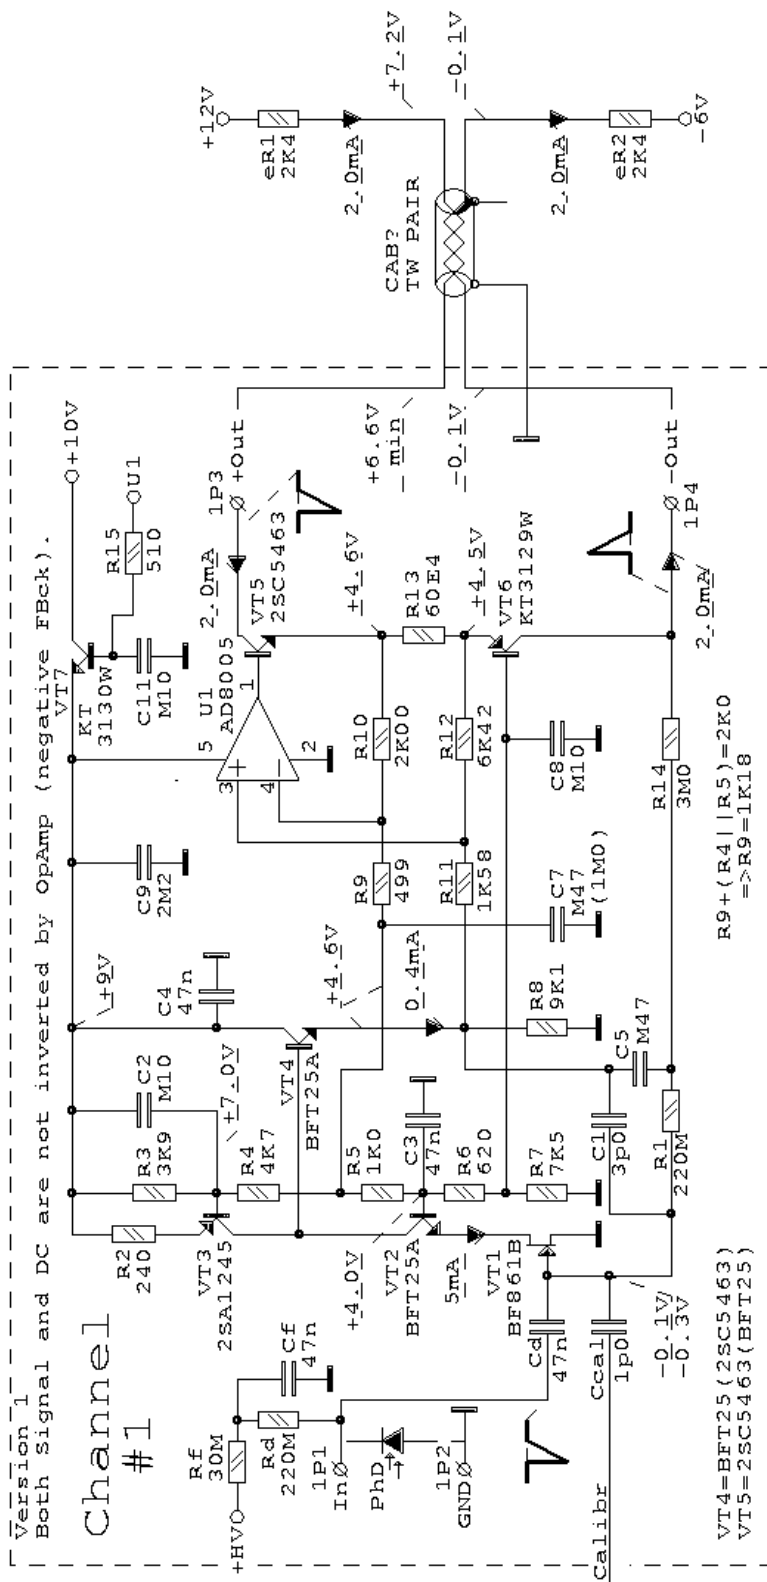 Version 1
Both Signal and DC are not inverted by OpAmp (negative FBck).
Channel
#1
+HVO
Rf
30M
Rd
220M
Cf
47n
1P1
In
PhD
1P2
GND
Calibr
Ccal
1p0
Cd
47n
-0.1V
-0.3V
R2
240
VT3
2SA1245
R3
3K9
C2
M10
+7.0V
R4
4K7
+4.0V
VT2
BFT25A
5mA
VT1
BF861B
R5
1K0
C3
47n
R6
620
R7
7K5
C1
3p0
R1
220M
C5
M47
+9V
C4
47n
VT4
BFT25A
+4.6V
0.4mA
R8
9K1
C9
2M2
R9
499
R11
1K58
C7
M47
(1M0)
VT7
KT
3130W
C11
M10
R15
510
U1
+10V
U1
AD8005
5
3
4
1
2
R10
2K00
R12
6K42
C8
M10
R14
3M0
VT5
2SC5463
2.0mA
+4.6V
R13
60E4
+4.5V
VT6
KT3129W
1P3
+Out
1P4
-Out
2.0mA
+6.6V
min
-0.1V
CAB?
TW PAIR
+12V
eR1
2K4
2.0mA
+7.2V
-0.1V
2.0mA
eR2
2K4
-6V
R9+(R4||R5)=2K0
=>R9=1K18
VT4=BFT25(2SC5463)
VT5=2SC5463(BFT25)